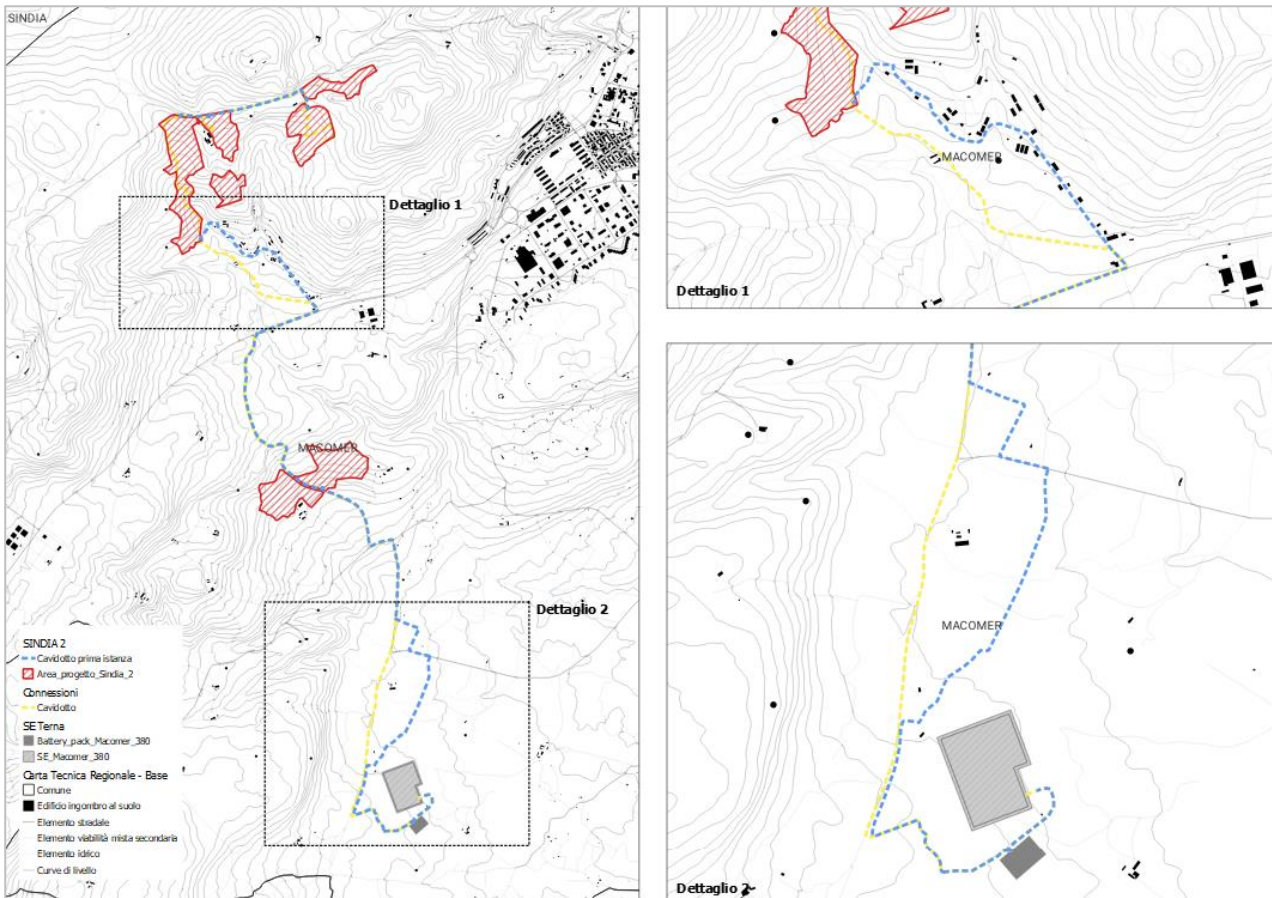 SINDIA
Dettaglio 1
MACOMER
Dettaglio 2
SINDIA 2
Cavidotto prima istanza
Area_progetto_Sindia_2
Connessioni
Cavidotto
SE Terna
Battery_pack_Macomer_380
SE_Macomer_380
Carta Tecnica Regionale - Base
Comune
Edificio ingombro al suolo
Elemento stradale
Elemento viabilità mista secondaria
Elemento idrico
Curve di livello
MACOMER
Dettaglio 1
MACOMER
Dettaglio 2